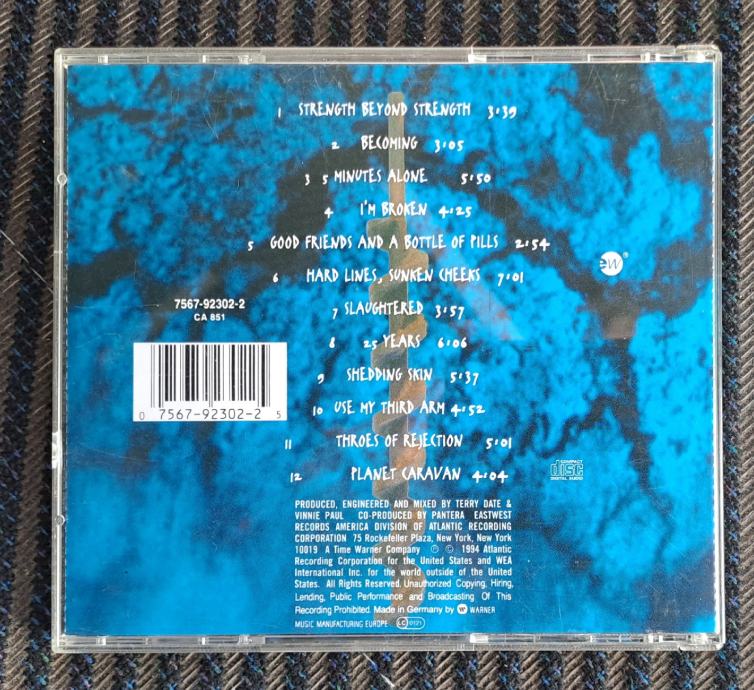 1 STRENGTH BEYOND STRENGTH 3:39
2 BECOMING 3:05
3 5 MINUTES ALONE 5:50
4 I'M BROKEN 4:25
5 GOOD FRIENDS AND A BOTTLE OF PILLS 2:54
6 HARD LINES, SUNKEN CHEEKS 7:01
EW®
7567-92302-2
CA 851
7 SLAUGHTERED 3:57
8 25 YEARS 6:06
9 SHEDDING SKIN 5:37
0 7567-92302-2 5
10 USE MY THIRD ARM 4:52
11 THROES OF REJECTION 5:01
12 PLANET CARAVAN 4:04
COMPACT
disc
DIGITAL AUDIO
PRODUCED, ENGINEERED AND MIXED BY TERRY DATE &
VINNIE PAUL CO-PRODUCED BY PANTERA EASTWEST
RECORDS AMERICA DIVISION OF ATLANTIC RECORDING
CORPORATION 75 Rockefeller Plaza, New York, New York
10019 A Time Warner Company ℗ © 1994 Atlantic
Recording Corporation for the United States and WEA
International Inc. for the world outside of the United
States. All Rights Reserved. Unauthorized Copying, Hiring,
Lending, Public Performance and Broadcasting Of This
Recording Prohibited. Made in Germany by W WARNER
MUSIC MANUFACTURING EUROPE LC 10121